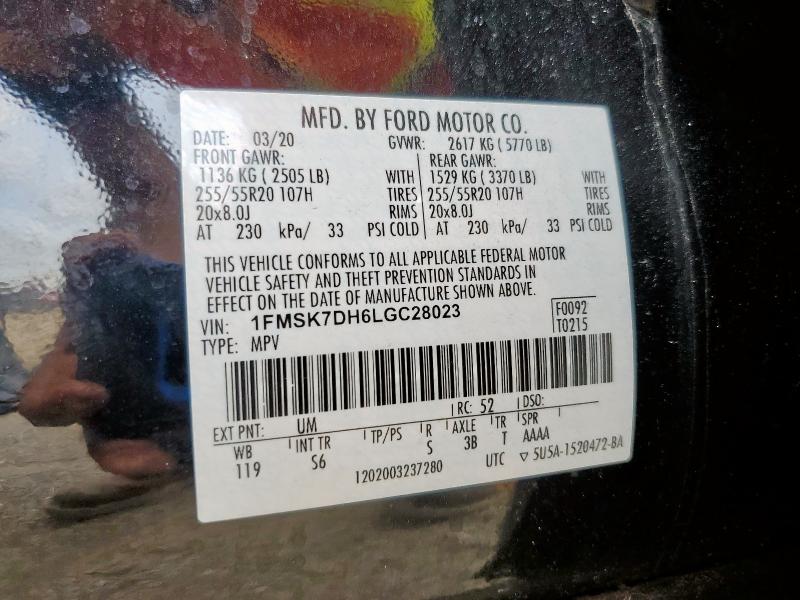 MFD. BY FORD MOTOR CO.
DATE: 03/20 GVWR: 2617 KG ( 5770 LB)
FRONT GAWR: REAR GAWR:
1136 KG ( 2505 LB) WITH 1529 KG ( 3370 LB) WITH
255/55R20 107H TIRES 255/55R20 107H TIRES
20x8.0J RIMS 20x8.0J RIMS
AT 230 kPa/ 33 PSI COLD AT 230 kPa/ 33 PSI COLD
THIS VEHICLE CONFORMS TO ALL APPLICABLE FEDERAL MOTOR
VEHICLE SAFETY AND THEFT PREVENTION STANDARDS IN
EFFECT ON THE DATE OF MANUFACTURE SHOWN ABOVE.
VIN: 1FMSK7DH6LGC28023 F0092
TYPE: MPV T0215
EXT PNT: UM RC: 52 DSO:
WB INT TR TP/PS R AXLE TR SPR
119 S6 S 3B T AAAA
1202003237280 UTC ▽ 5U5A-1520472-BA